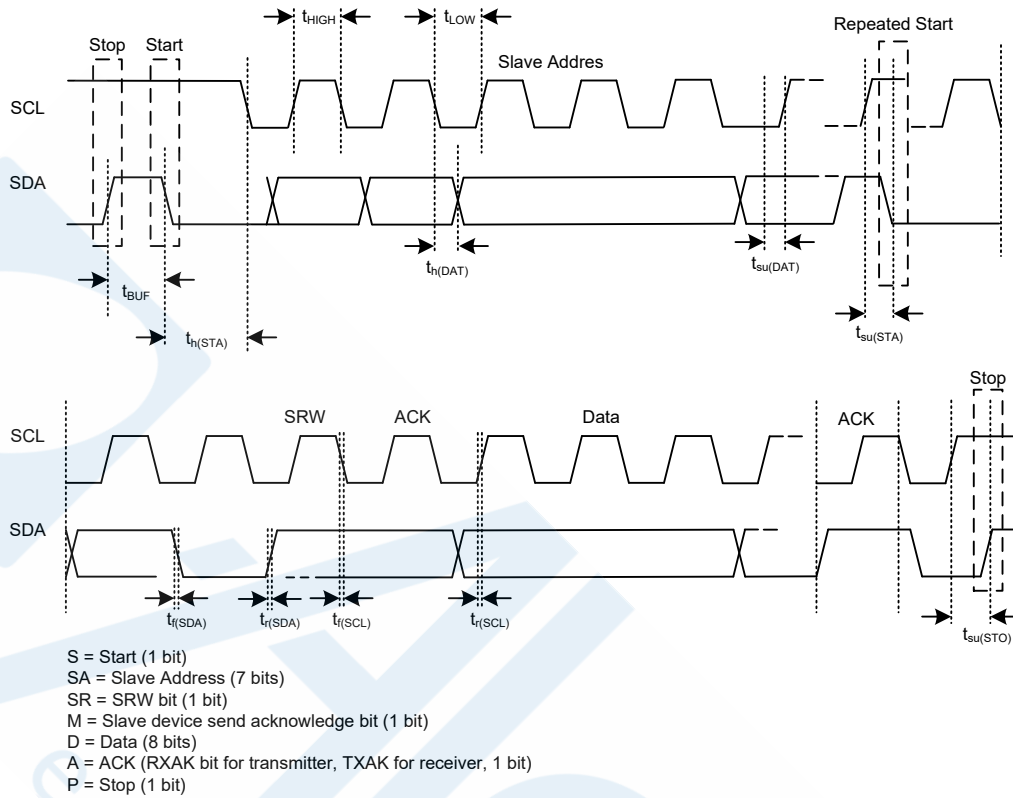 tHIGH
tLOW
Repeated Start
Stop
Start
Slave Addres
SCL
SDA
th(DAT)
tsu(DAT)
tBUF
th(STA)
tsu(STA)
Stop
SRW
ACK
Data
ACK
SCL
SDA
tf(SDA)
tr(SDA)
tf(SCL)
tr(SCL)
tsu(STO)
S = Start (1 bit)
SA = Slave Address (7 bits)
SR = SRW bit (1 bit)
M = Slave device send acknowledge bit (1 bit)
D = Data (8 bits)
A = ACK (RXAK bit for transmitter, TXAK for receiver, 1 bit)
P = Stop (1 bit)